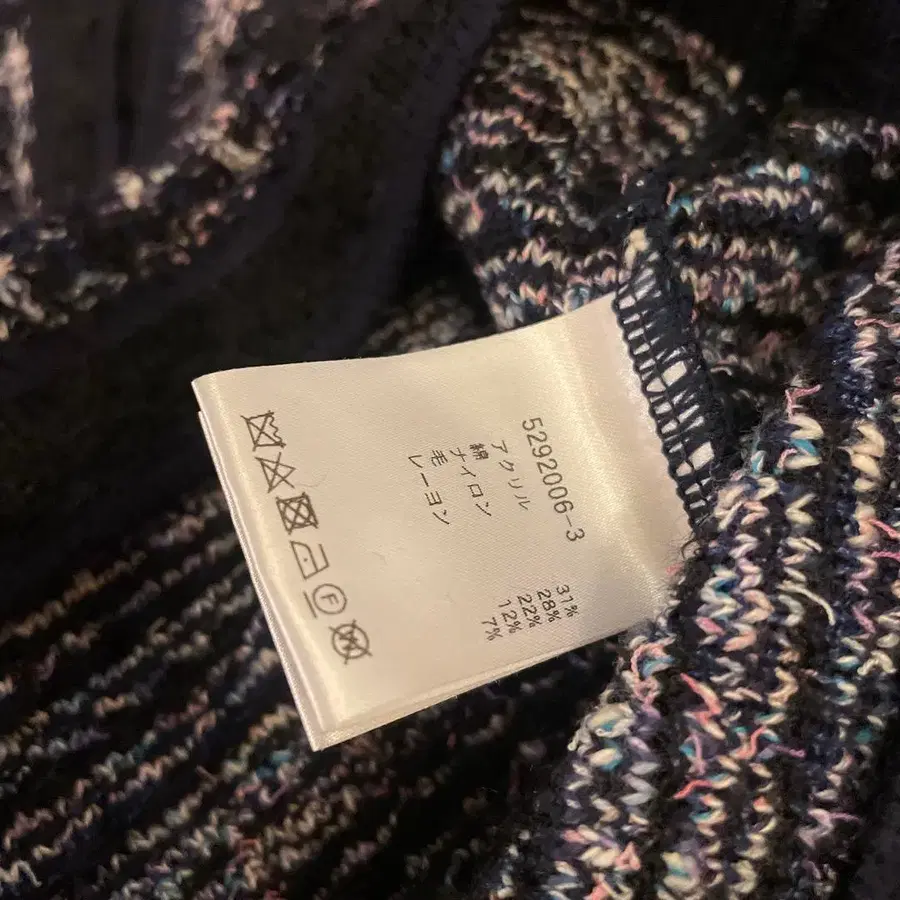 5292006-3
アクリル 31%
綿 28%
ナイロン 22%
毛 12%
レーヨン 7%
F